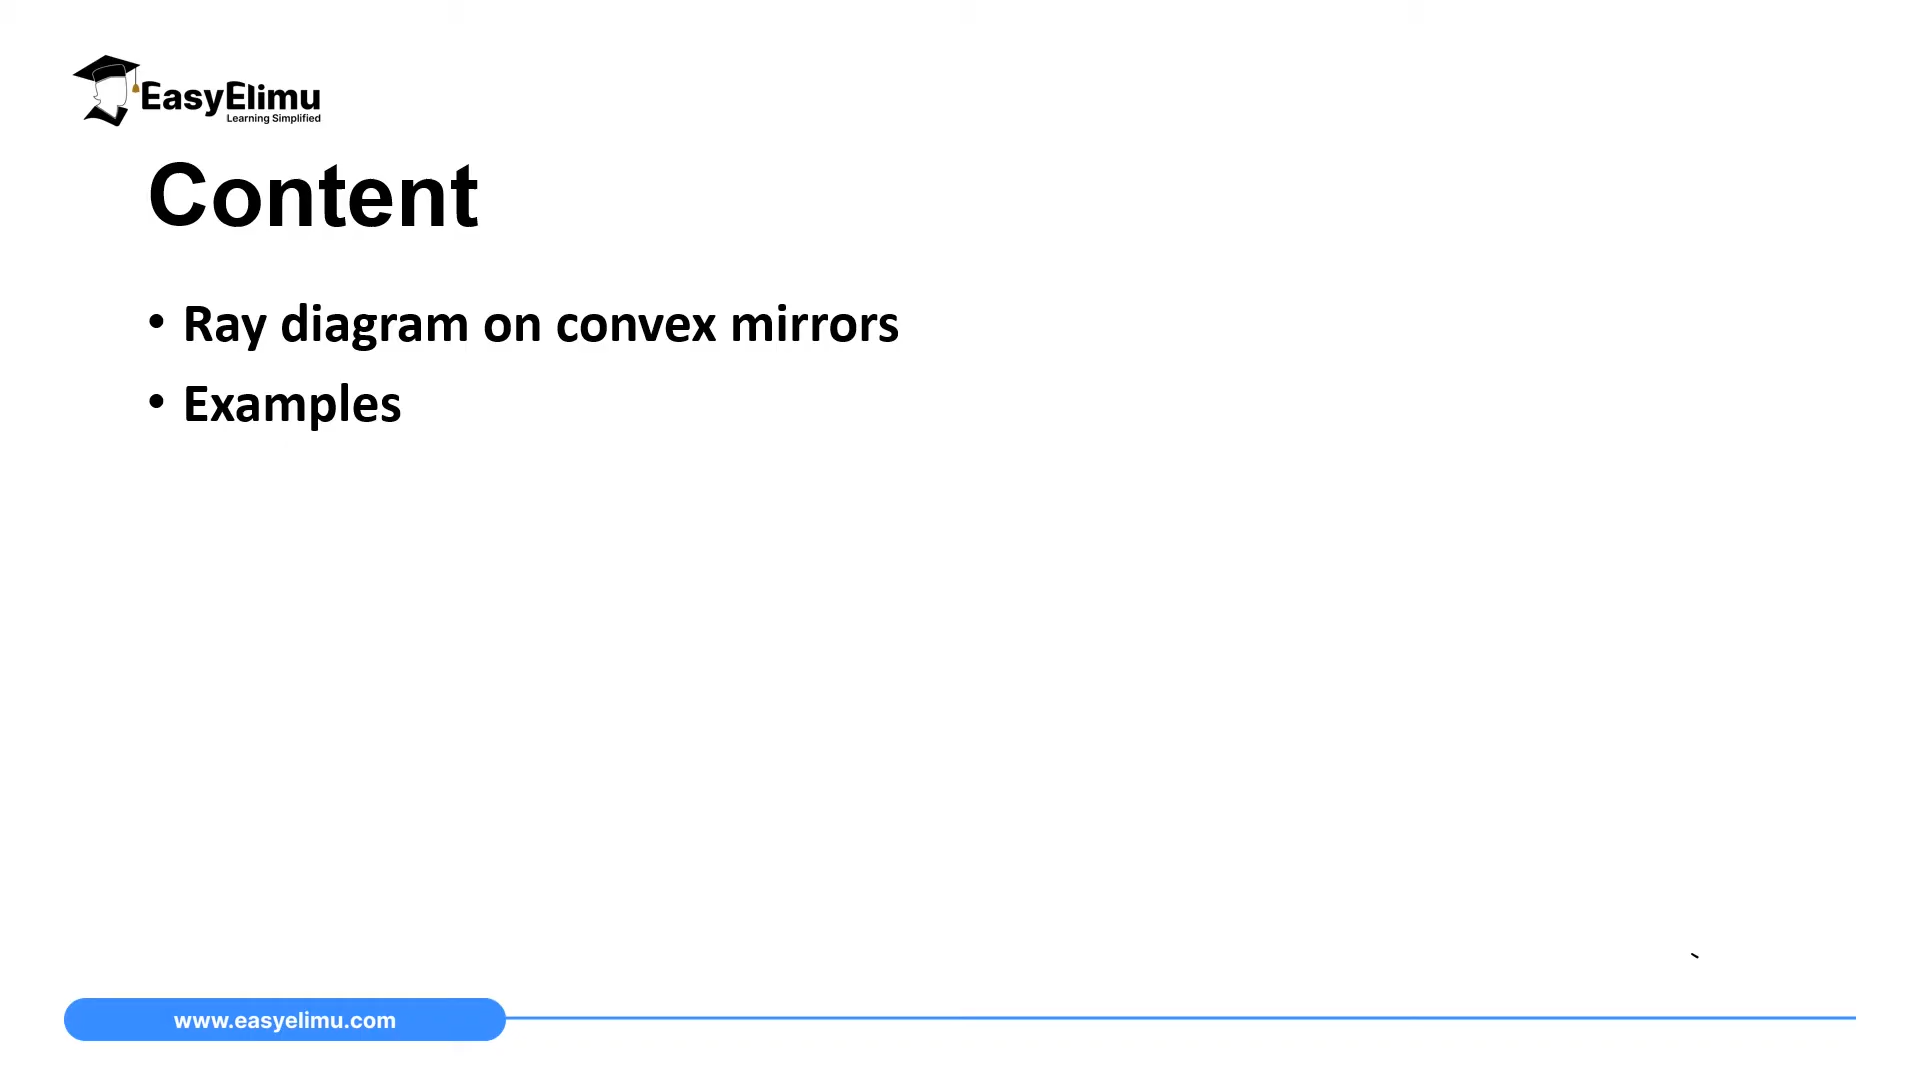 EasyElimu
Learning Simplified
Content
• Ray diagram on convex mirrors
• Examples
www.easyelimu.com